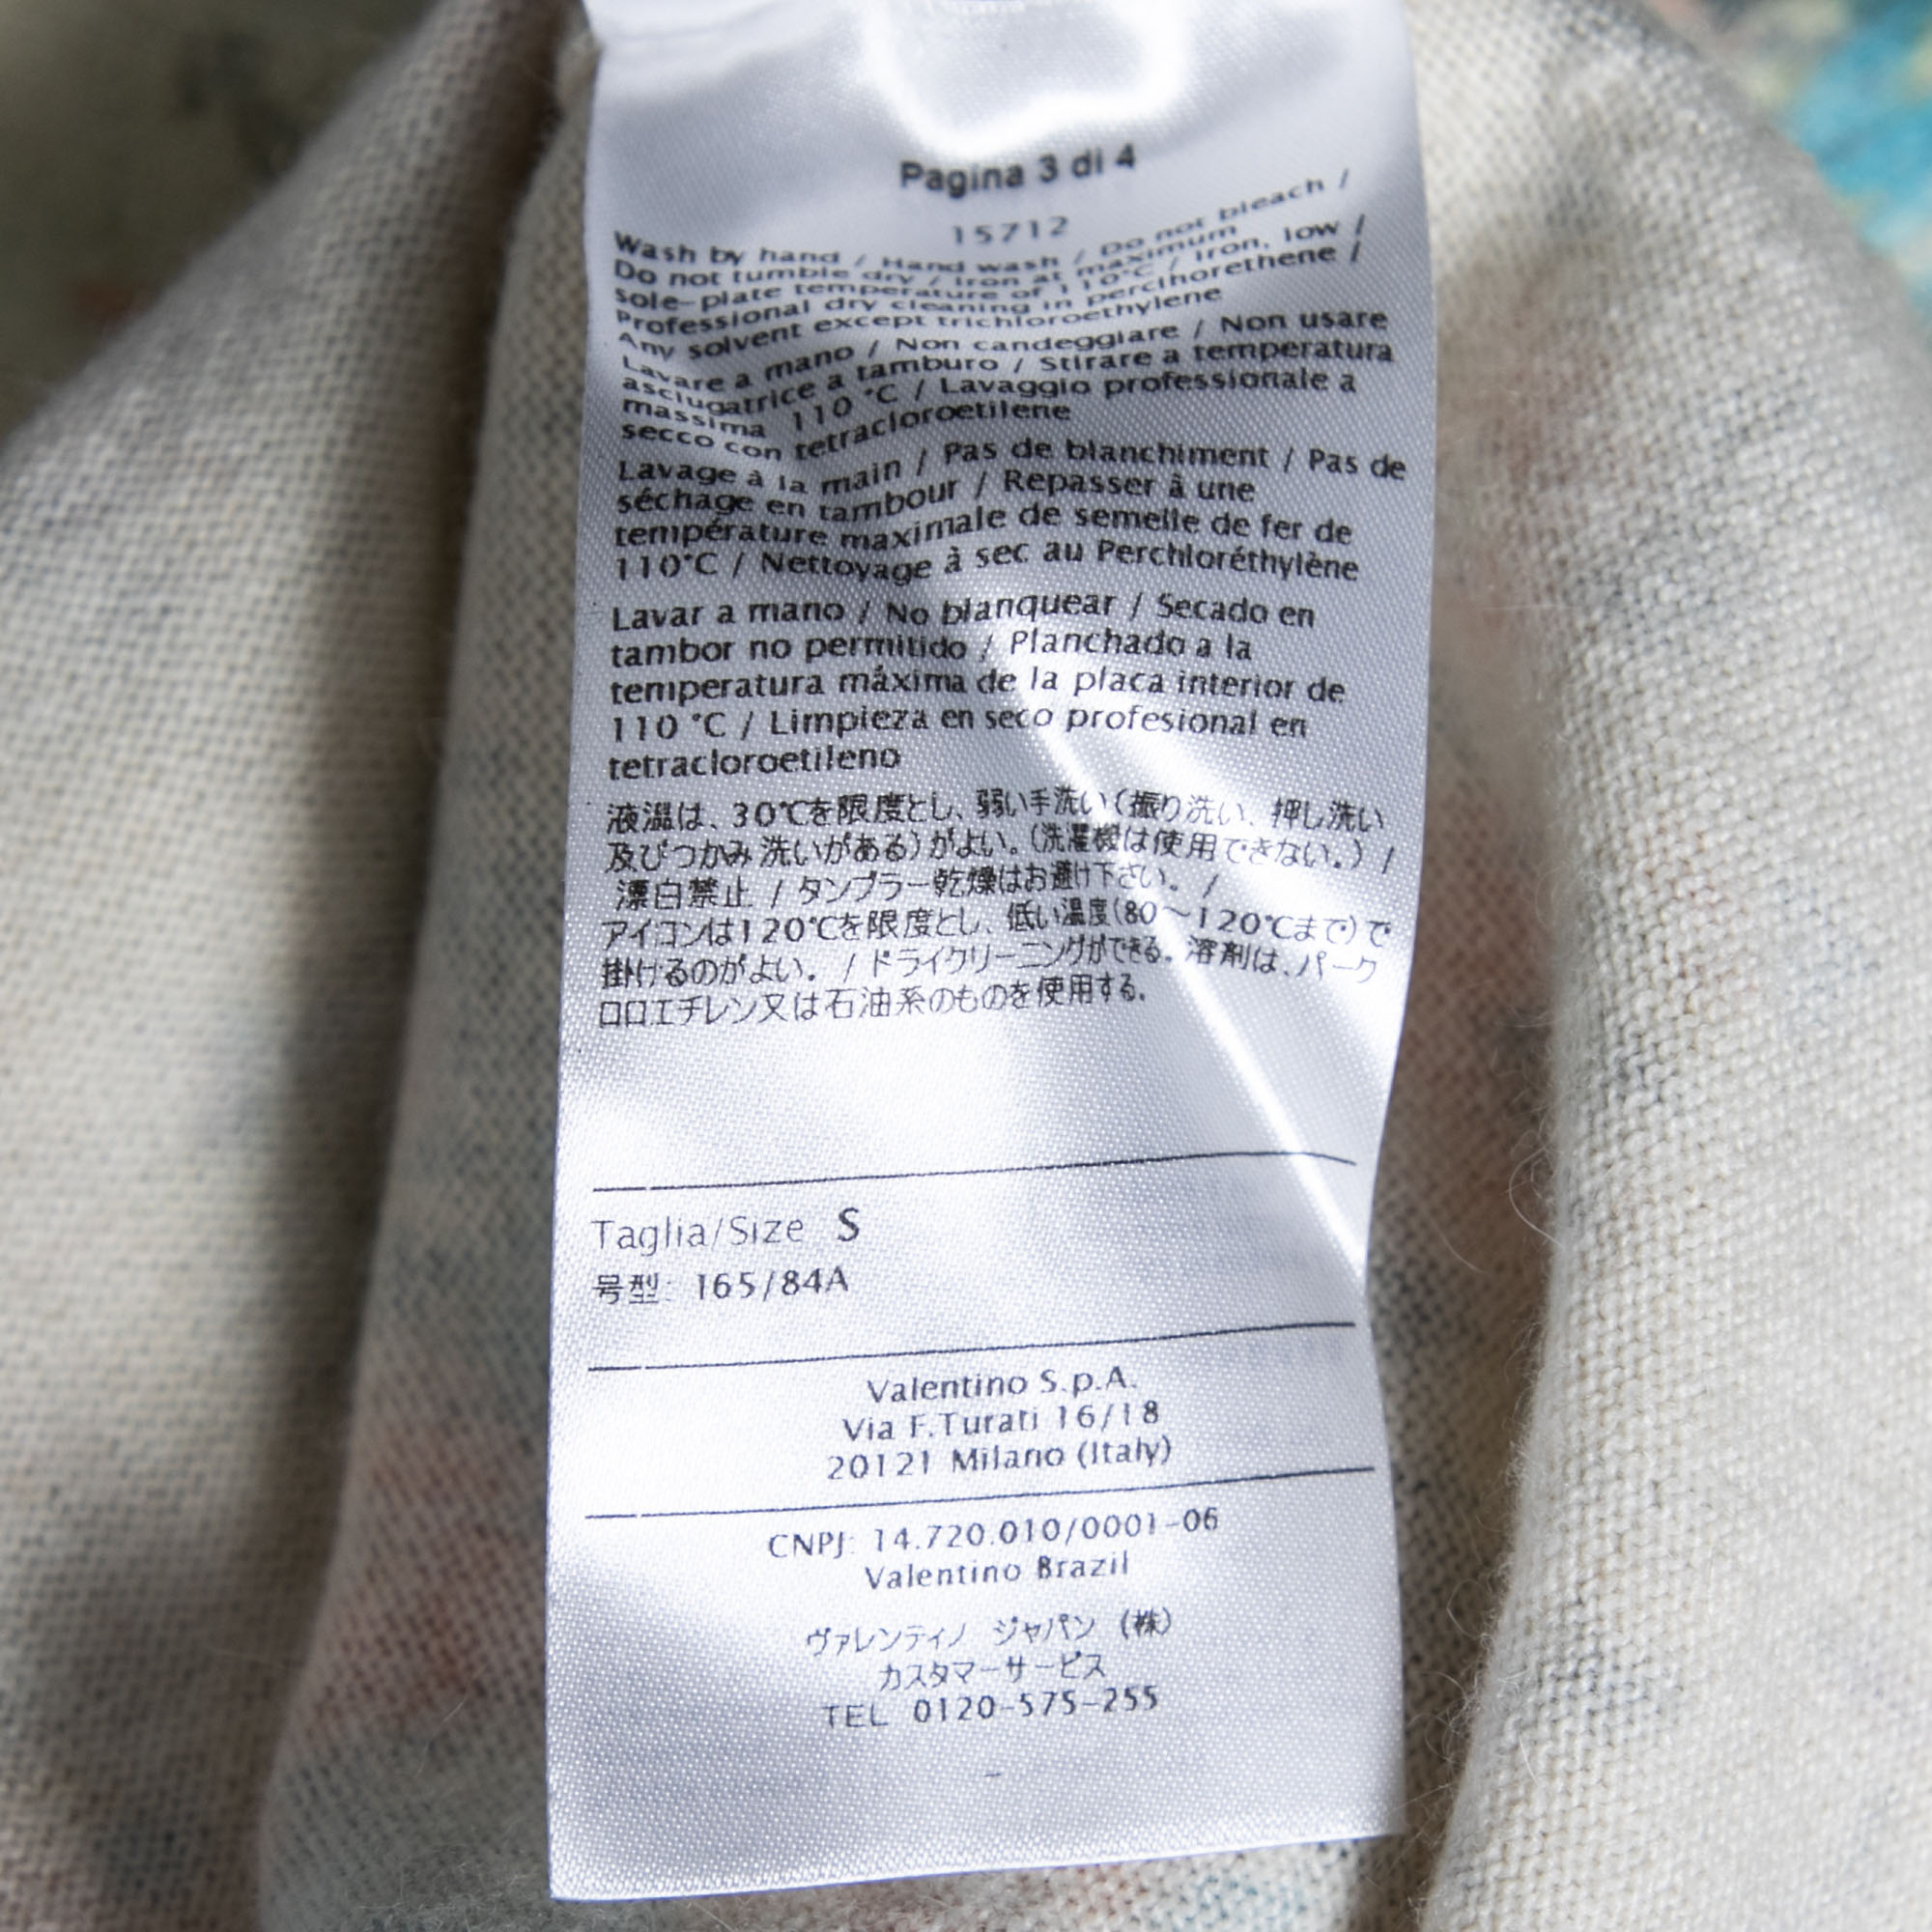 Pagina 3 di 4
15712
Wash by hand / Hand wash / Do not bleach /
Do not tumble dry / Iron at maximum
sole-plate temperature of 110°C / Iron, low /
Professional dry cleaning in perclhorethene /
Any solvent except trichloroethylene
Lavare a mano / Non candeggiare / Non usare
asciugatrice a tamburo / Stirare a temperatura
massima 110 °C / Lavaggio professionale a
secco con tetracloroetilene
Lavage à la main / Pas de blanchiment / Pas de
séchage en tambour / Repasser à une
température maximale de semelle de fer de
110°C / Nettoyage à sec au Perchloréthylène
Lavar a mano / No blanquear / Secado en
tambor no permitido / Planchado a la
temperatura máxima de la placa interior de
110 °C / Limpieza en seco profesional en
tetracloroetileno
液温は、30℃を限度とし、弱い手洗い(振り洗い、押し洗い
及びつかみ洗いがある)がよい。(洗濯機は使用できない。) /
漂白禁止 / タンブラー乾燥はお避け下さい。 /
アイコンは120℃を限度とし、低い温度(80～120℃まで)で
掛けるのがよい。 / ドライクリーニングができる。溶剤は、パーク
ロロエチレン又は石油系のものを使用する。
Taglia/Size S
号型: 165/84A
Valentino S.p.A.
Via F.Turati 16/18
20121 Milano (Italy)
CNPJ: 14.720.010/0001-06
Valentino Brazil
ヴァレンティノ ジャパン (株)
カスタマーサービス
TEL 0120-575-255
-